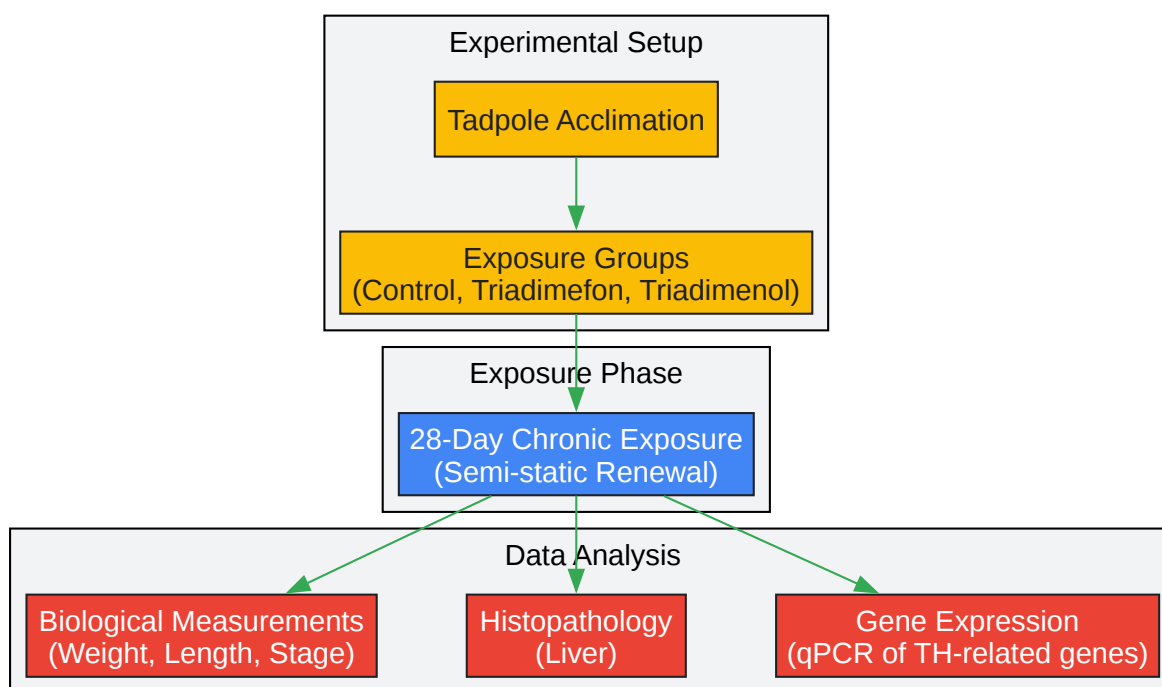 Experimental Setup
Tadpole Acclimation
Exposure Groups
(Control, Triadimefon, Triadimenol)
Exposure Phase
28-Day Chronic Exposure
(Semi-static Renewal)
Data Analysis
Biological Measurements
(Weight, Length, Stage)
Histopathology
(Liver)
Gene Expression
(qPCR of TH-related genes)